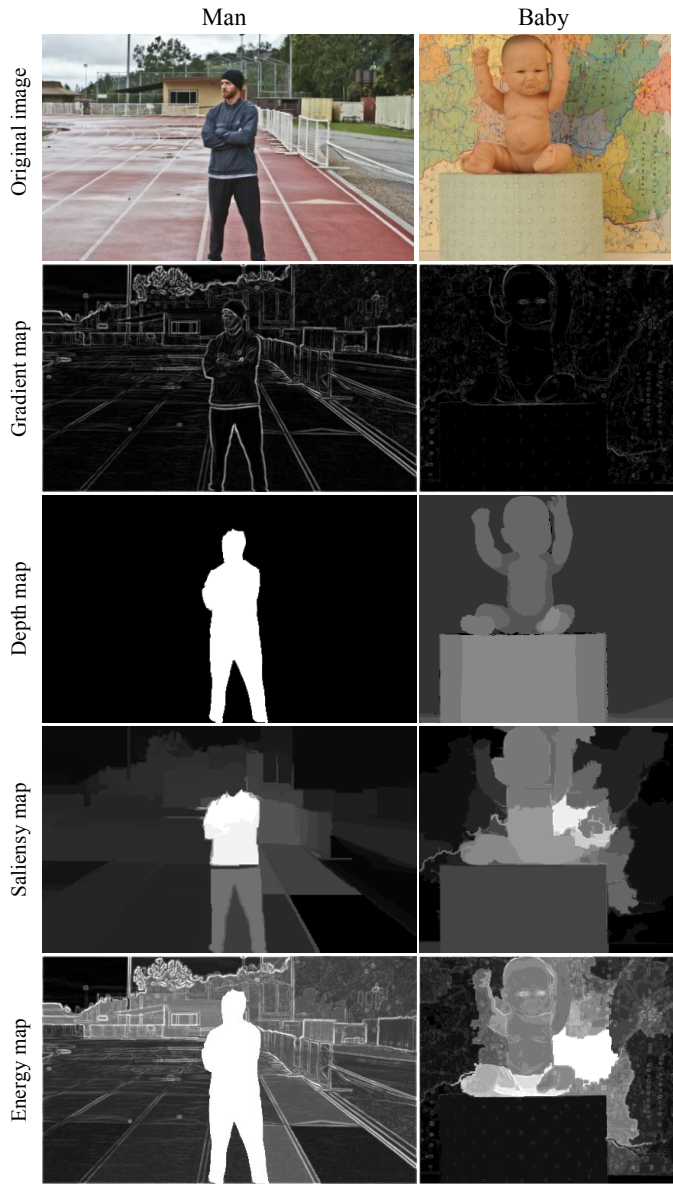 Man Baby
Original image
Gradient map
Depth map
Saliensy map
Energy map